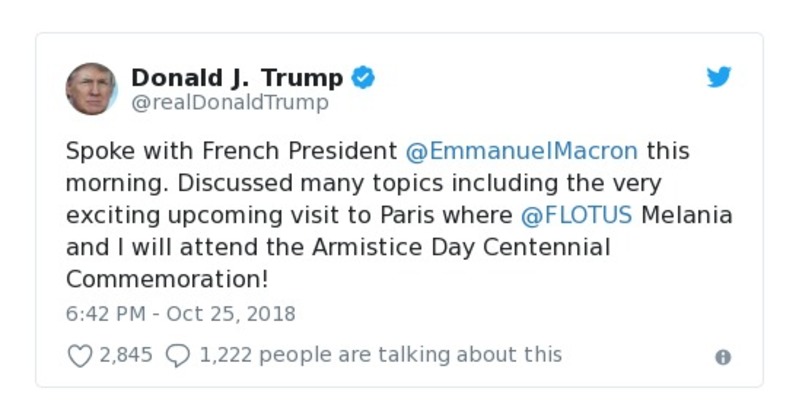 Donald J. Trump
@realDonaldTrump
Spoke with French President @EmmanuelMacron this
morning. Discussed many topics including the very
exciting upcoming visit to Paris where @FLOTUS Melania
and I will attend the Armistice Day Centennial
Commemoration!
6:42 PM - Oct 25, 2018
2,845 1,222 people are talking about this